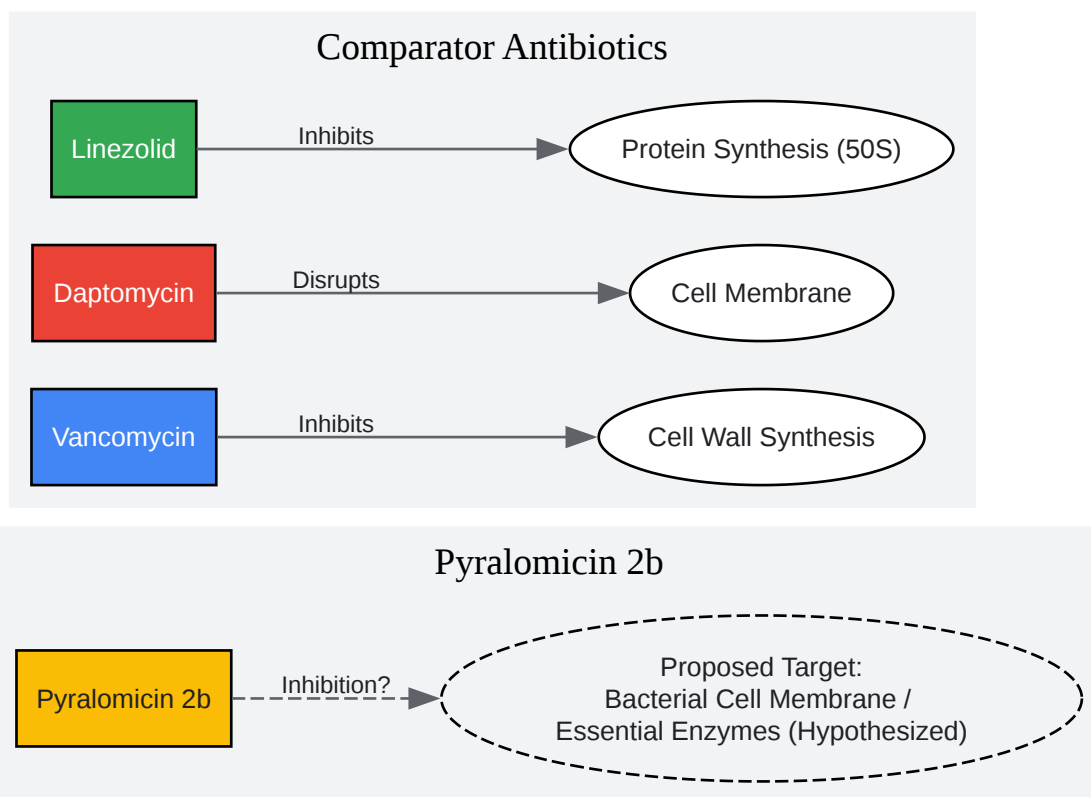 Comparator Antibiotics
Linezolid
Inhibits
Protein Synthesis (50S)
Daptomycin
Disrupts
Cell Membrane
Vancomycin
Inhibits
Cell Wall Synthesis
Pyralomicin 2b
Pyralomicin 2b
Inhibition?
Proposed Target:
Bacterial Cell Membrane /
Essential Enzymes (Hypothesized)